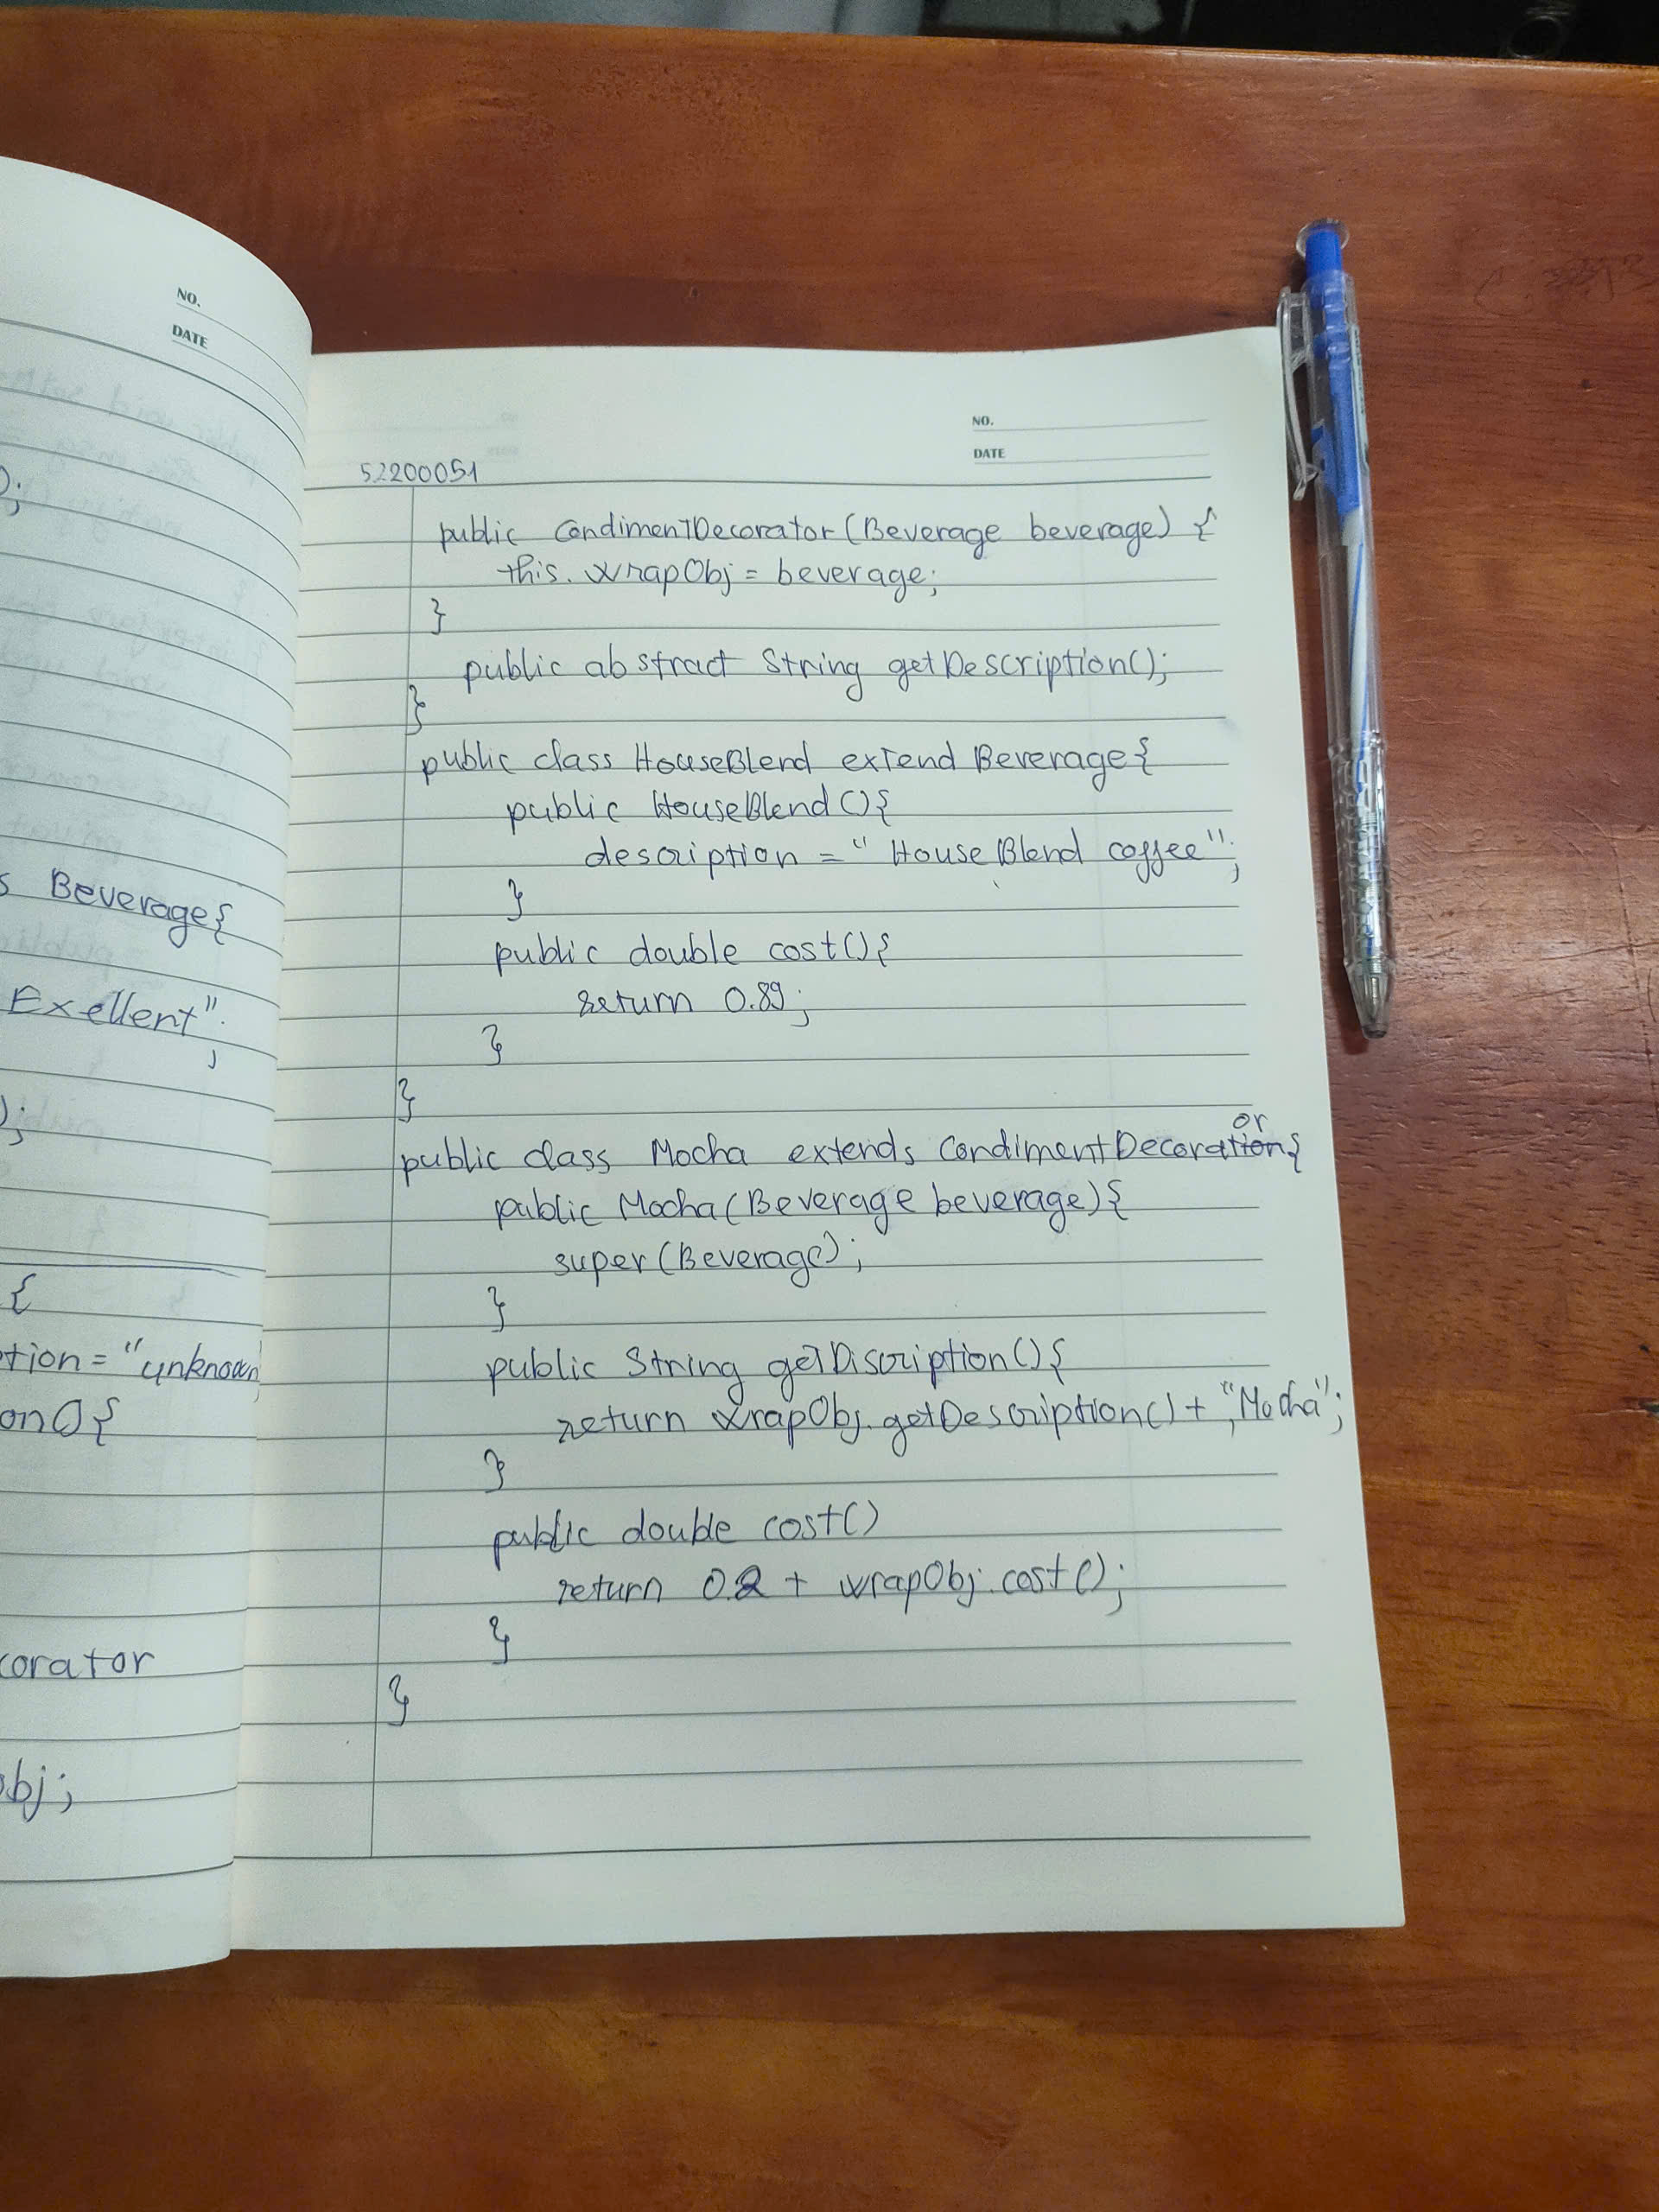 NO.
DATE
);
s Beverage{
Exellent";
);
{
tion = "unknown
on(){
corator
obj;
NO.
DATE
52200051
public CondimentDecorator(Beverage beverage) {
this.wrapObj = beverage;
}
public abstract String getDescription();
}
public class HouseBlend extend Beverage{
public HouseBlend(){
description = "House Blend coffee";
}
public double cost(){
return 0.89;
}
}
or
public class Mocha extends CondimentDecoration{
public Mocha(Beverage beverage){
super(Beverage);
}
public String getDiscription(){
return wrapObj.getDescription() + ",Mocha";
}
public double cost()
return 0.2 + wrapObj.cost();
}
}